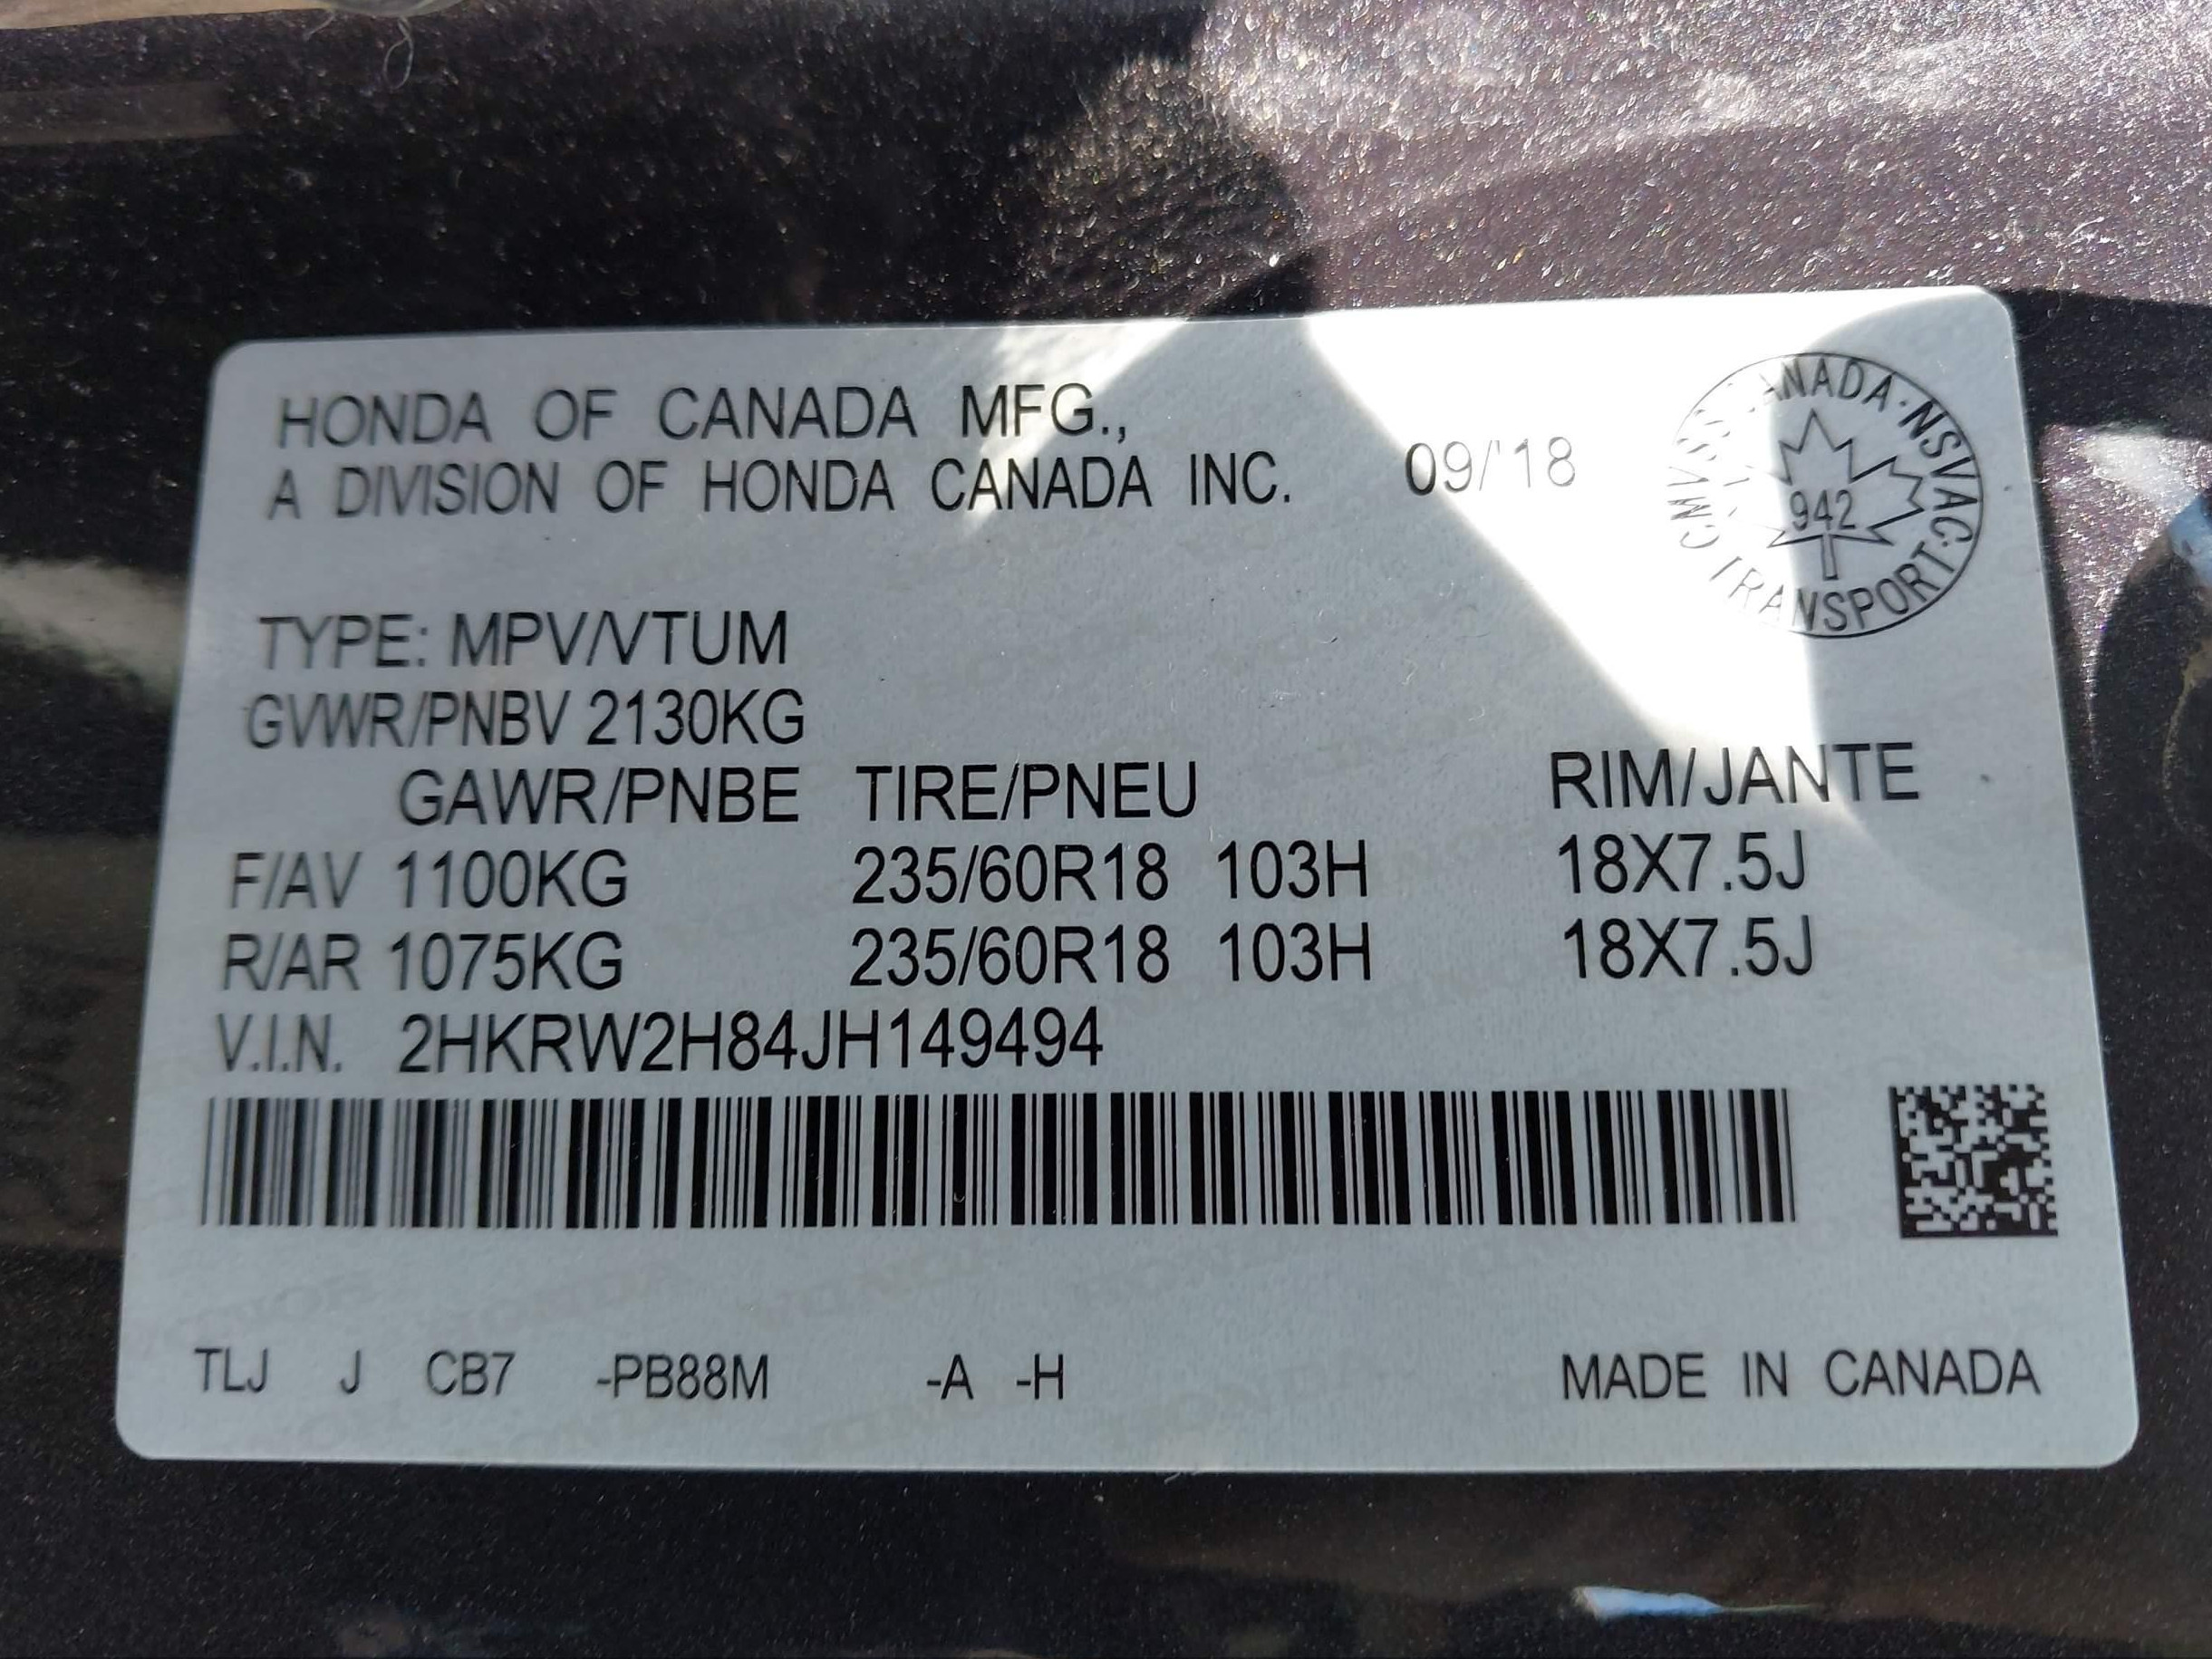 HONDA OF CANADA MFG.,
A DIVISION OF HONDA CANADA INC. 09/'18
CANADA · NSVAC · TRANSPORT CMVSS
942
TYPE: MPV/VTUM
GVWR/PNBV 2130KG
GAWR/PNBE TIRE/PNEU RIM/JANTE
F/AV 1100KG 235/60R18 103H 18X7.5J
R/AR 1075KG 235/60R18 103H 18X7.5J
V.I.N. 2HKRW2H84JH149494
TLJ J CB7 -PB88M -A -H MADE IN CANADA